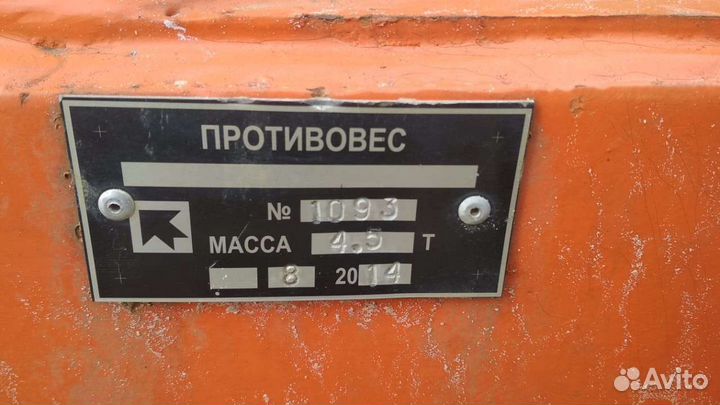 ПРОТИВОВЕС
№ 1093
МАССА 4.5 Т
8 2014
Avito